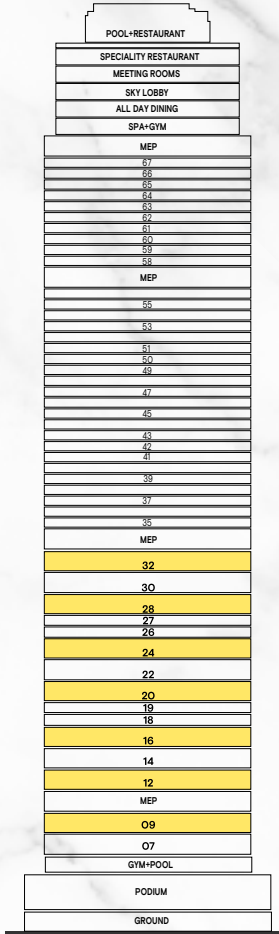 POOL+RESTAURANT
SPECIALITY RESTAURANT
MEETING ROOMS
SKY LOBBY
ALL DAY DINING
SPA+GYM
MEP
67
66
65
64
63
62
61
60
59
58
MEP
55
53
51
50
49
47
45
43
42
41
39
37
35
MEP
32
30
28
27
26
24
22
20
19
18
16
14
12
MEP
09
07
GYM+POOL
PODIUM
GROUND